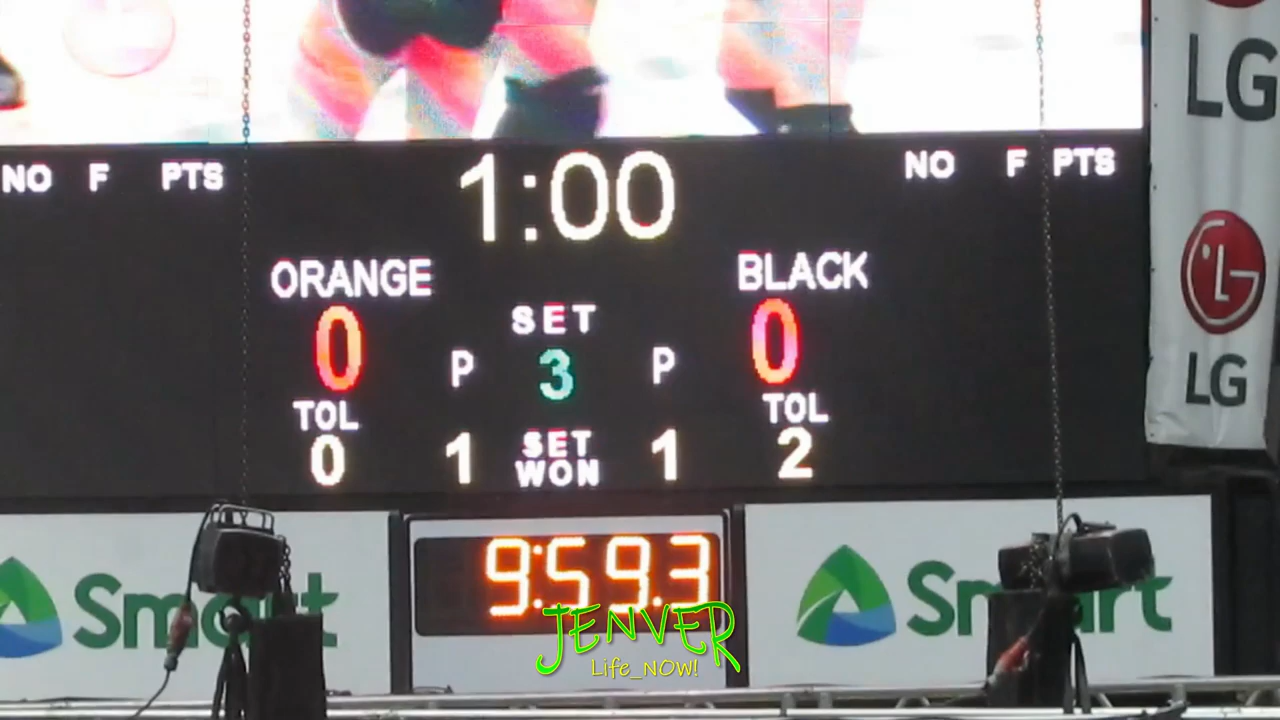 LG
NO F PTS
1:00
NO F PTS
ORANGE
BLACK
0
SET
0
P
3
P
TOL
TOL
0
1
SET
WON
1
2
LG
9:59.3
Smart
Smart
JENVER
Life_NOW!